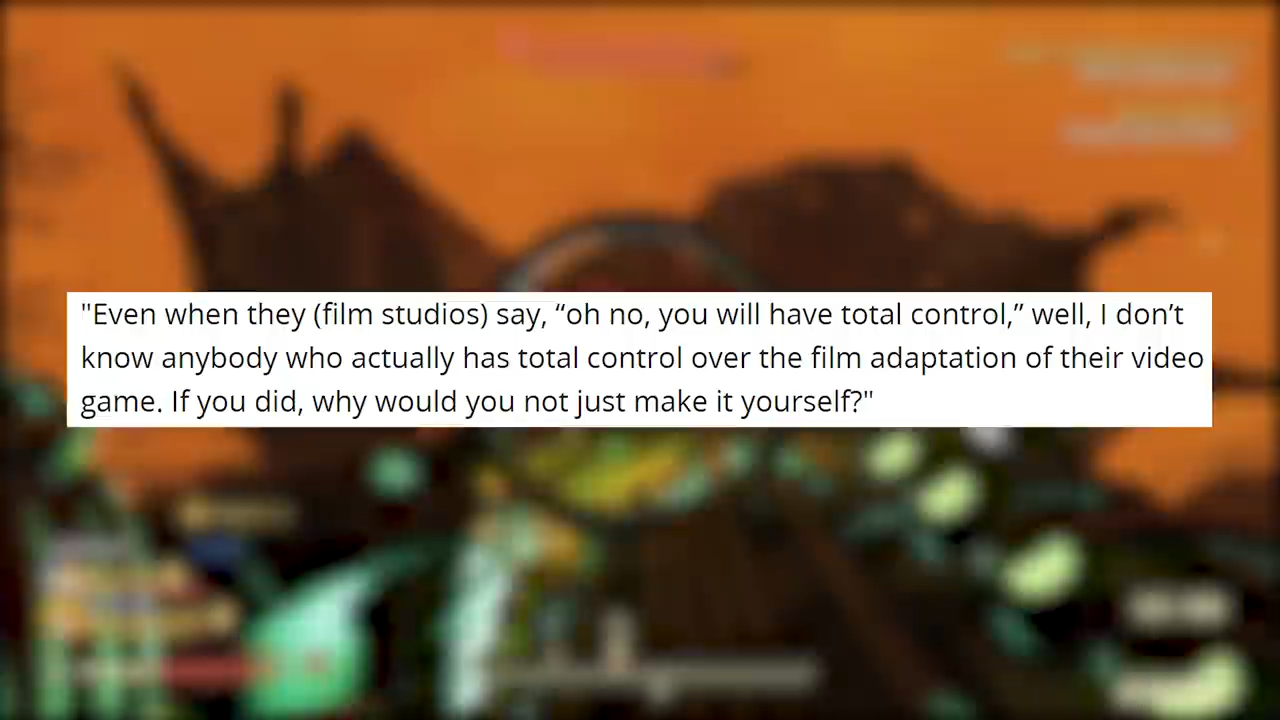 "Even when they (film studios) say, “oh no, you will have total control,” well, I don’t
know anybody who actually has total control over the film adaptation of their video
game. If you did, why would you not just make it yourself?"